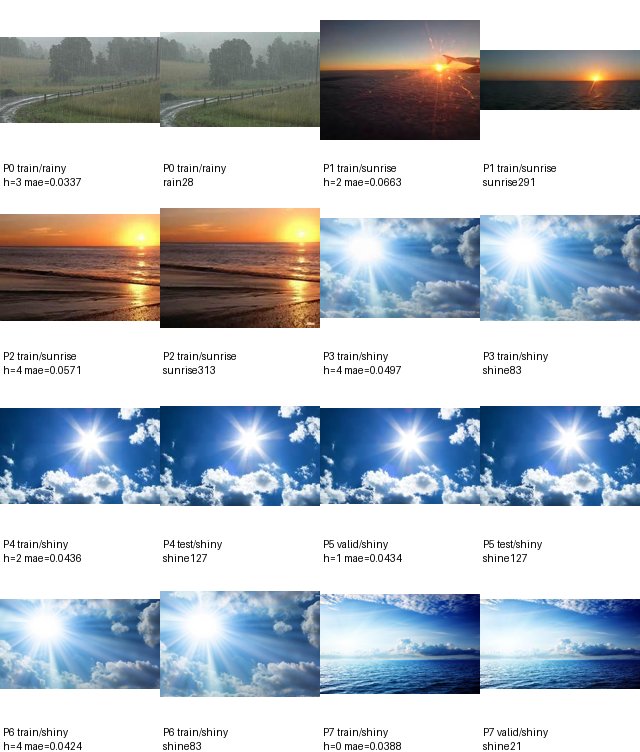 P0 train/rainy
h=3 mae=0.0337
P0 train/rainy
rain28
P1 train/sunrise
h=2 mae=0.0663
P1 train/sunrise
sunrise291
P2 train/sunrise
h=4 mae=0.0571
P2 train/sunrise
sunrise313
P3 train/shiny
h=4 mae=0.0497
P3 train/shiny
shine83
P4 train/shiny
h=2 mae=0.0436
P4 test/shiny
shine127
P5 valid/shiny
h=1 mae=0.0434
P5 test/shiny
shine127
P6 train/shiny
h=4 mae=0.0424
P6 train/shiny
shine83
P7 train/shiny
h=0 mae=0.0388
P7 valid/shiny
shine21